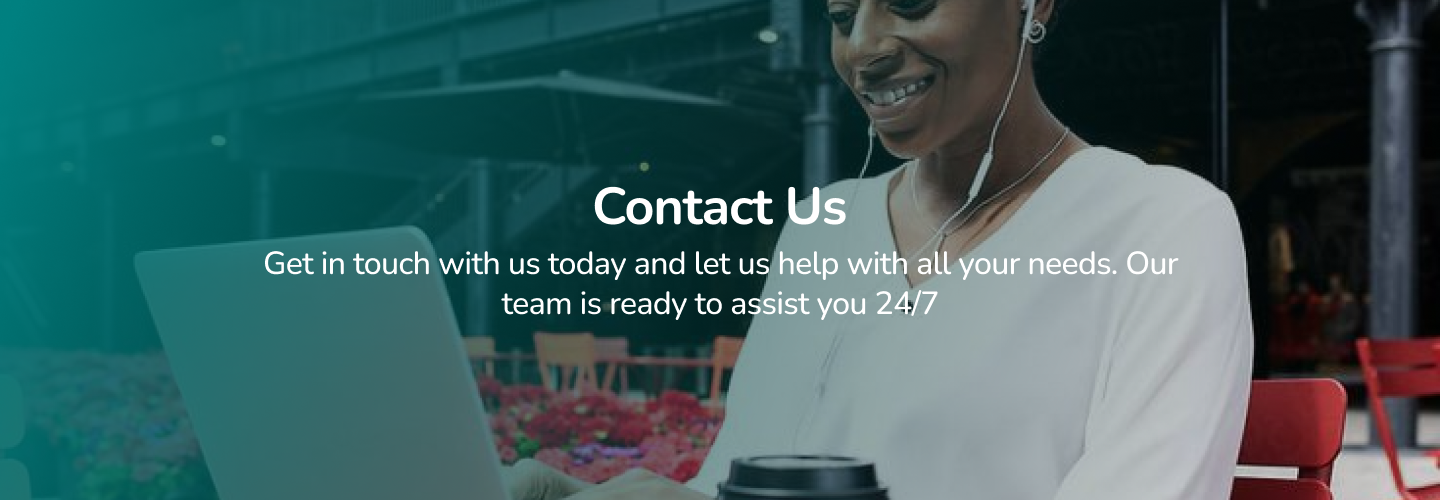 Contact Us
Get in touch with us today and let us help with all your needs. Our
team is ready to assist you 24/7